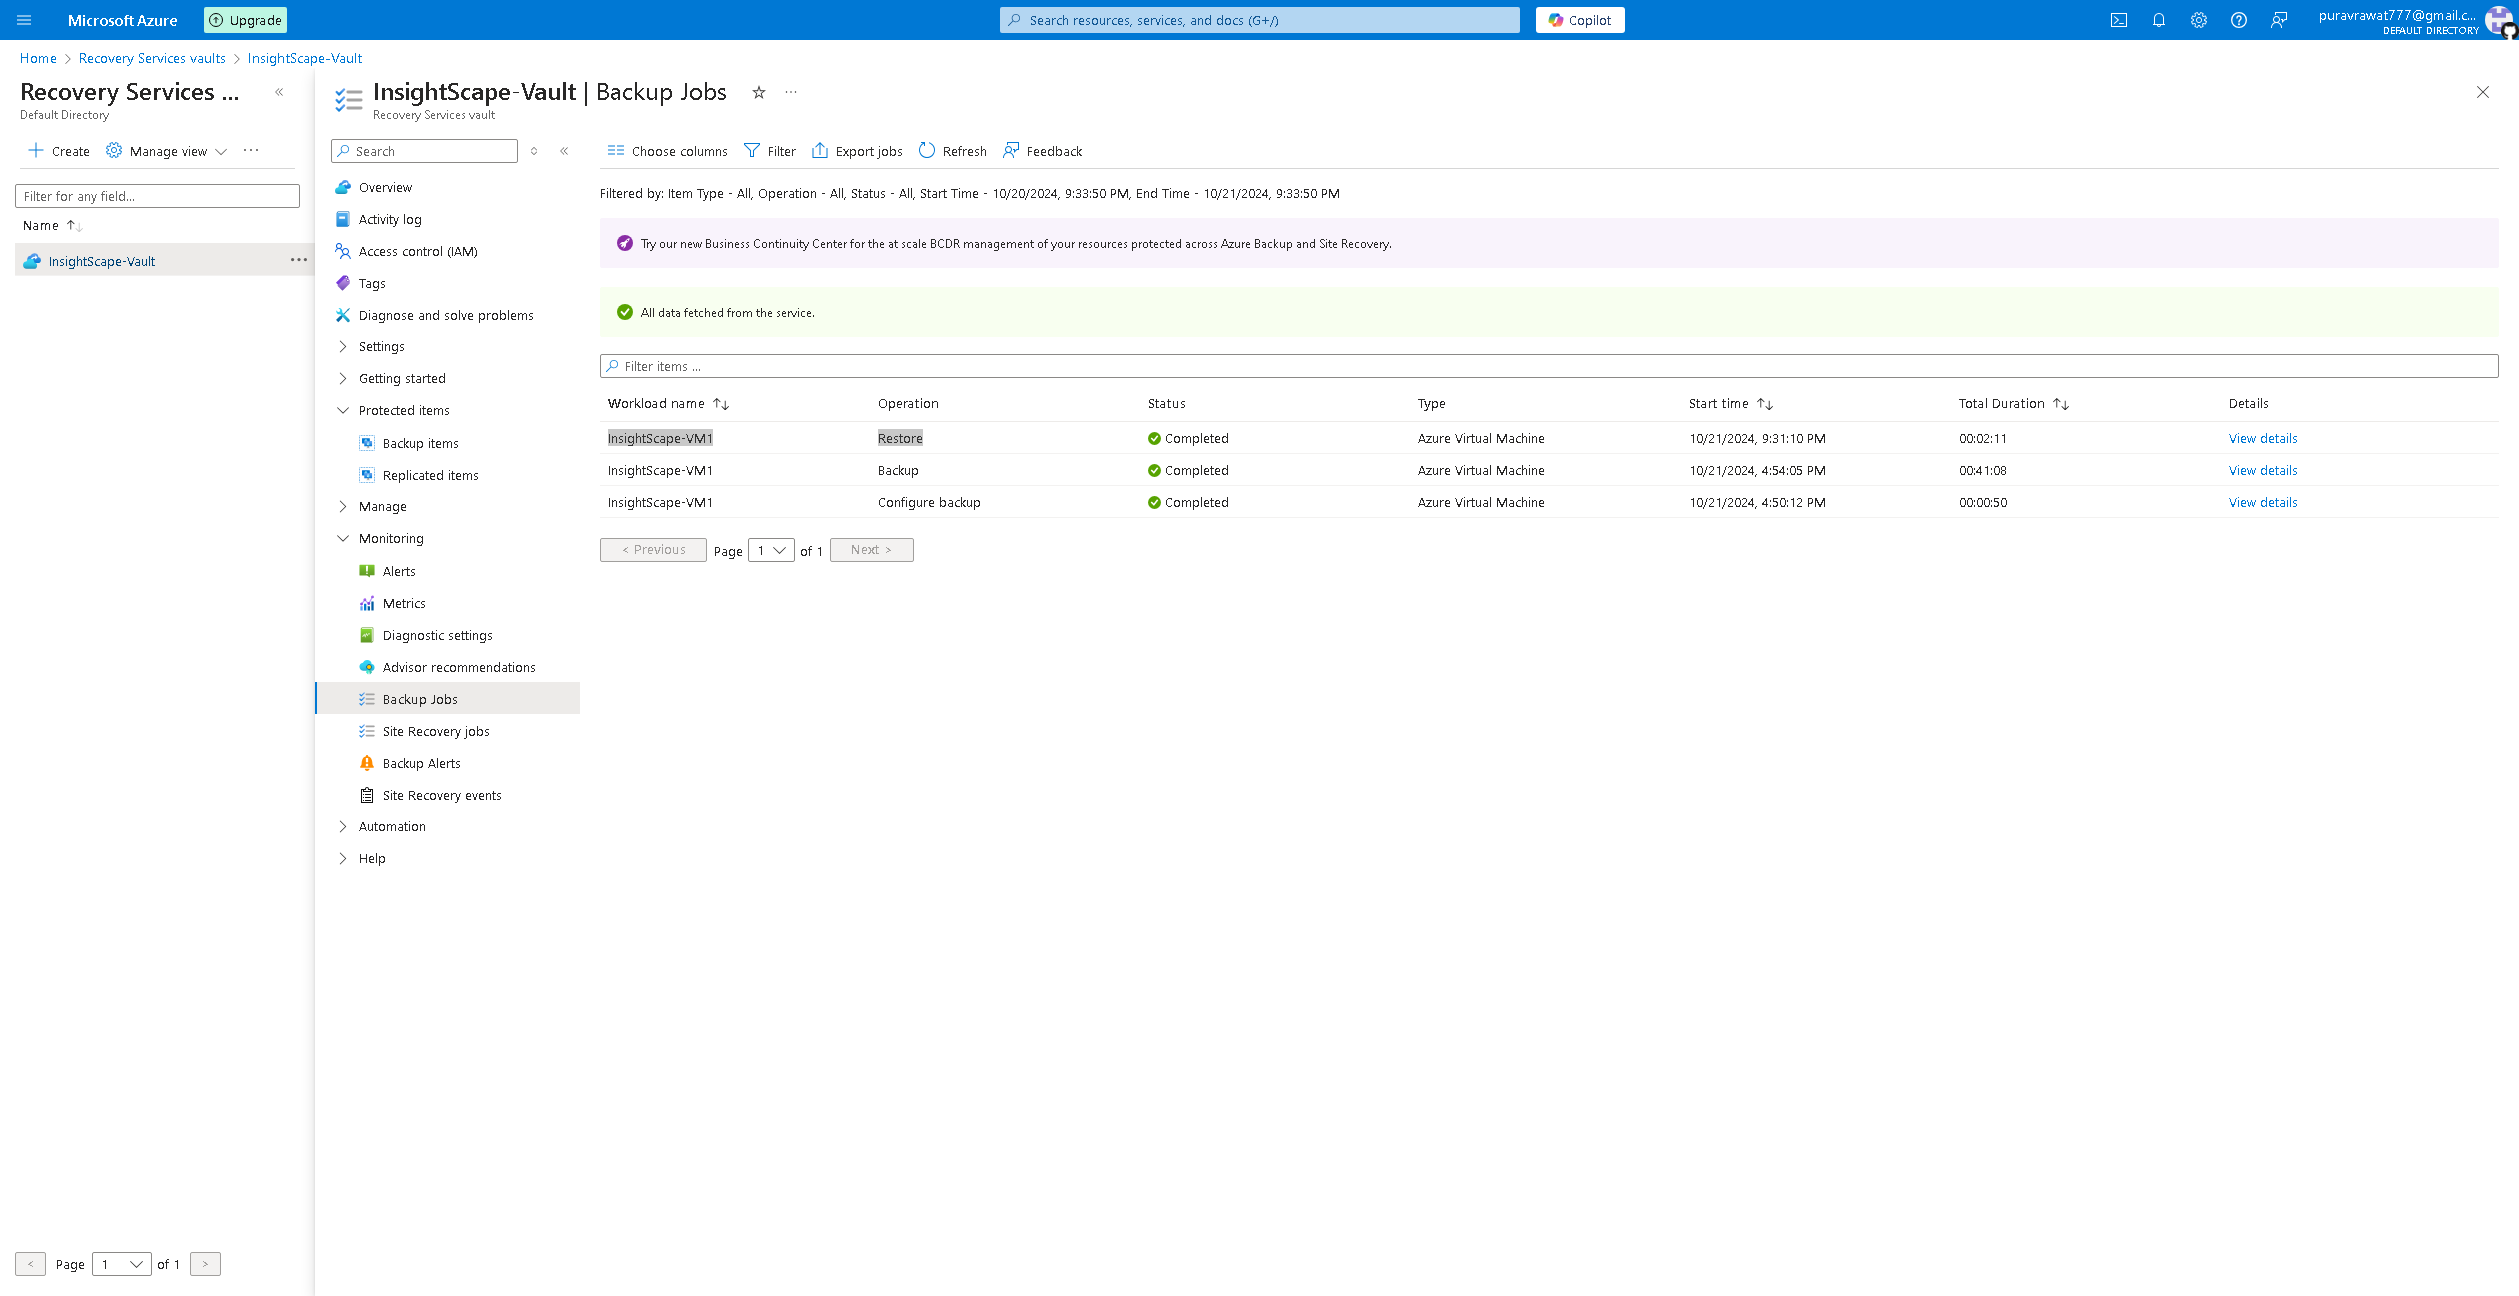 Microsoft Azure
Upgrade
Search resources, services, and docs (G+/)
Copilot
puravrawat777@gmail.c...
DEFAULT DIRECTORY
Home > Recovery Services vaults > InsightScape-Vault
Recovery Services ...
Default Directory
Create
Manage view
Filter for any field...
Name
InsightScape-Vault
Page 1 of 1
InsightScape-Vault | Backup Jobs
Recovery Services vault
Search
Overview
Activity log
Access control (IAM)
Tags
Diagnose and solve problems
Settings
Getting started
Protected items
Backup items
Replicated items
Manage
Monitoring
Alerts
Metrics
Diagnostic settings
Advisor recommendations
Backup Jobs
Site Recovery jobs
Backup Alerts
Site Recovery events
Automation
Help
Choose columns Filter Export jobs Refresh Feedback
Filtered by: Item Type - All, Operation - All, Status - All, Start Time - 10/20/2024, 9:33:50 PM, End Time - 10/21/2024, 9:33:50 PM
Try our new Business Continuity Center for the at scale BCDR management of your resources protected across Azure Backup and Site Recovery.
All data fetched from the service.
Filter items ...
Workload name Operation Status Type Start time Total Duration Details
InsightScape-VM1 Restore Completed Azure Virtual Machine 10/21/2024, 9:31:10 PM 00:02:11 View details
InsightScape-VM1 Backup Completed Azure Virtual Machine 10/21/2024, 4:54:05 PM 00:41:08 View details
InsightScape-VM1 Configure backup Completed Azure Virtual Machine 10/21/2024, 4:50:12 PM 00:00:50 View details
< Previous Page 1 of 1 Next >